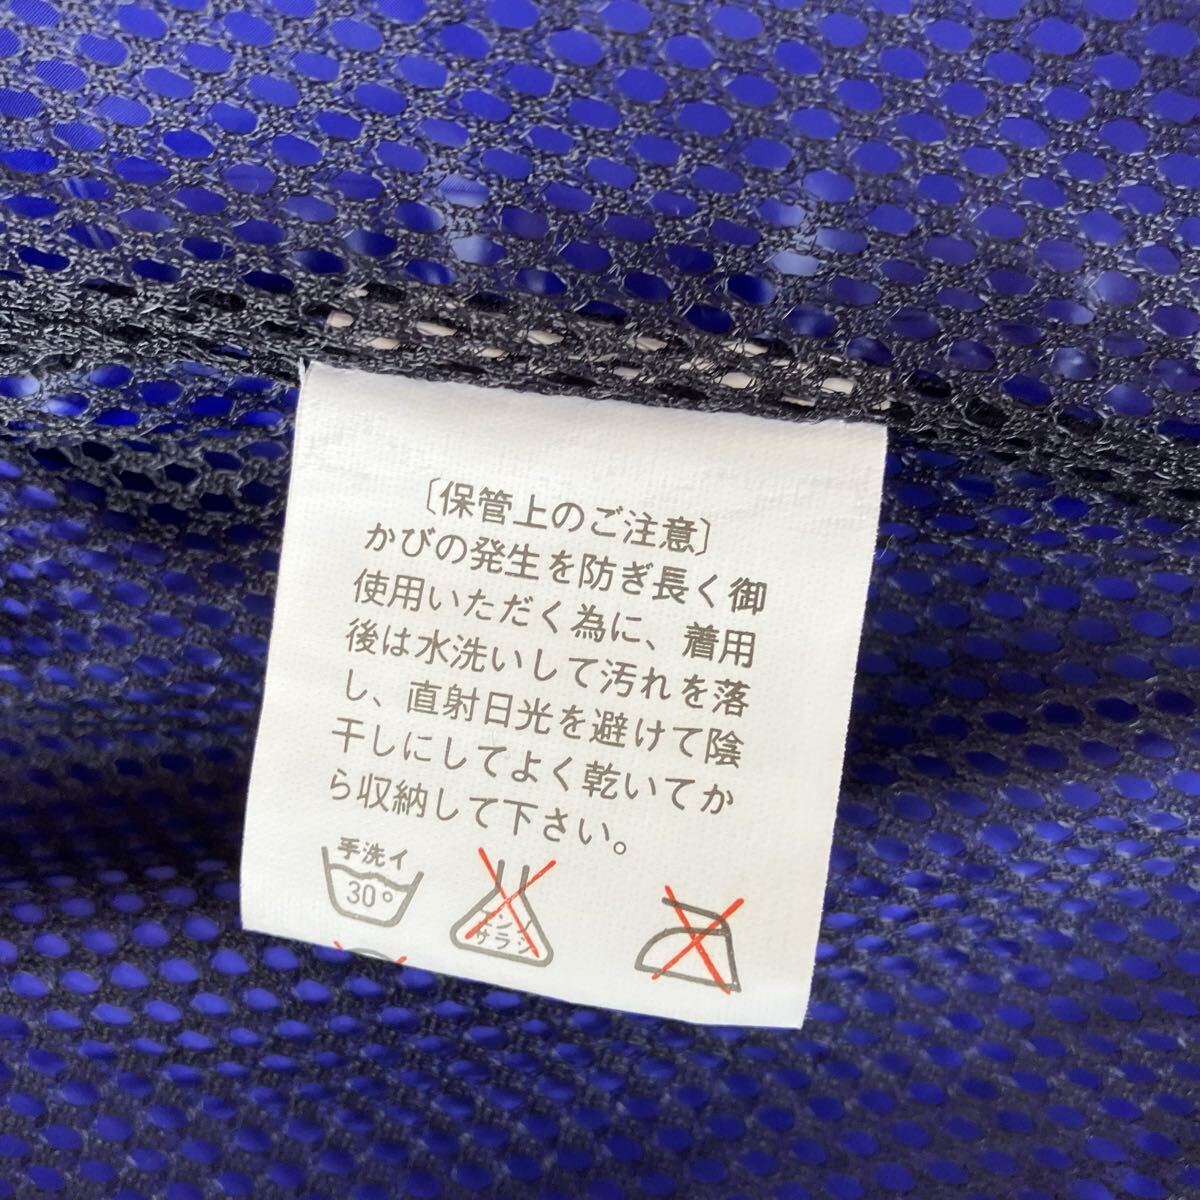 〔保管上のご注意〕
かびの発生を防ぎ長く御
使用いただく為に、着用
後は水洗いして汚れを落
し、直射日光を避けて陰
干しにしてよく乾いてか
ら収納して下さい。
手洗イ
30°
エンソ
サラシ